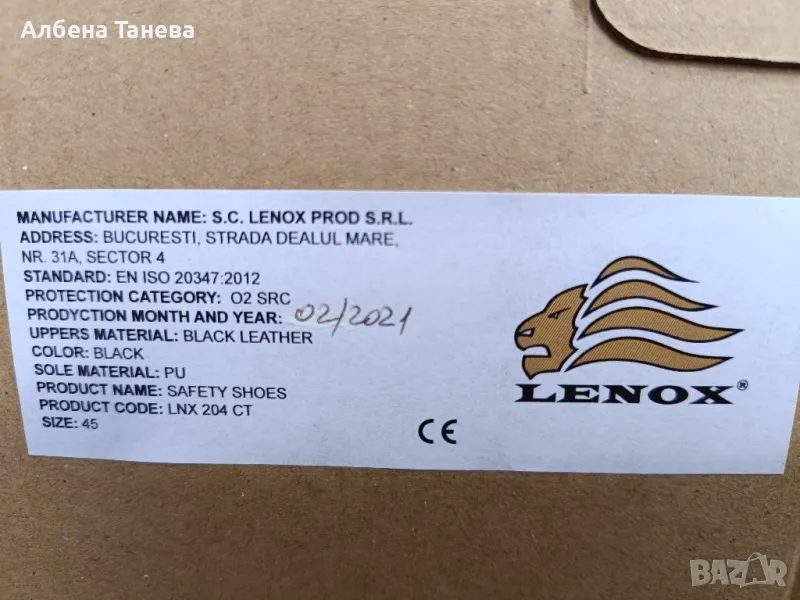 Албена Танева
MANUFACTURER NAME: S.C. LENOX PROD S.R.L.
ADDRESS: BUCURESTI, STRADA DEALUL MARE,
NR. 31A, SECTOR 4
STANDARD: EN ISO 20347:2012
PROTECTION CATEGORY: O2 SRC
PRODYCTION MONTH AND YEAR: 02/2021
UPPERS MATERIAL: BLACK LEATHER
COLOR: BLACK
SOLE MATERIAL: PU
PRODUCT NAME: SAFETY SHOES
PRODUCT CODE: LNX 204 CT
SIZE: 45
CE
LENOX®
BAZAR